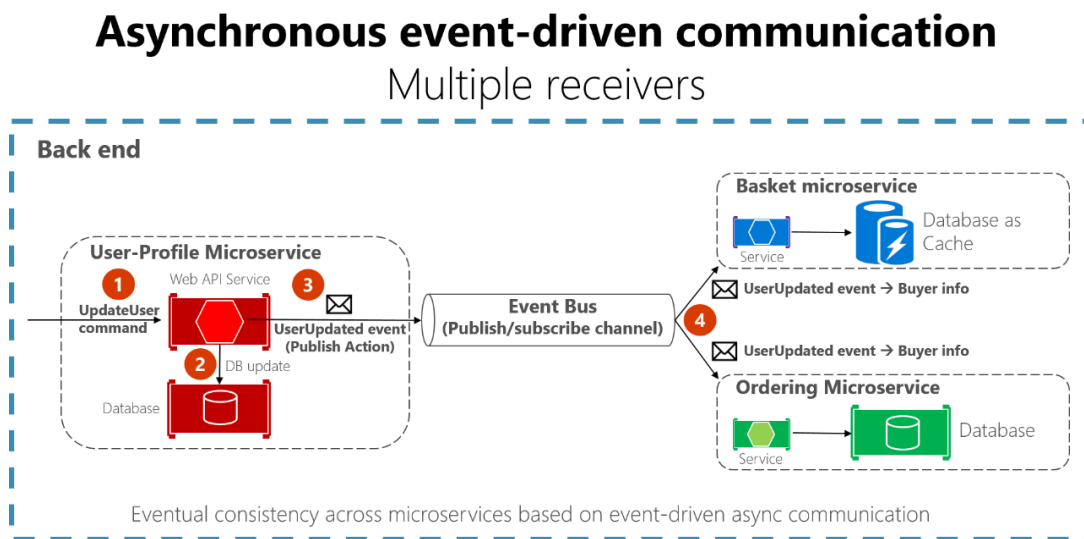 Asynchronous event-driven communication
Multiple receivers
Back end
User-Profile Microservice
1
Web API Service
UpdateUser
command
3
UserUpdated event
(Publish Action)
2
DB update
Database
Event Bus
(Publish/subscribe channel)
4
Basket microservice
Service
Database as
Cache
UserUpdated event → Buyer info
UserUpdated event → Buyer info
Ordering Microservice
Service
Database
Eventual consistency across microservices based on event-driven async communication